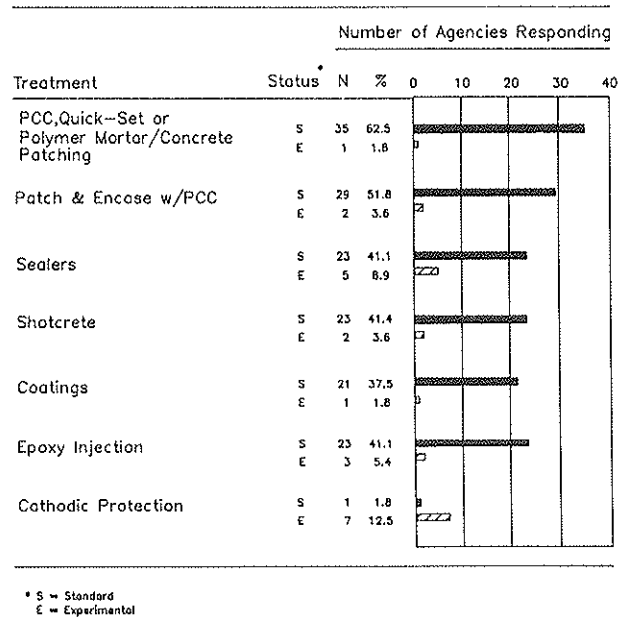 Number of Agencies Responding
Treatment Status* N % 0 10 20 30 40
PCC,Quick-Set or
Polymer Mortar/Concrete
Patching
S 35 62.5
E 1 1.8
Patch & Encase w/PCC S 29 51.8
E 2 3.6
Sealers S 23 41.1
E 5 8.9
Shotcrete S 23 41.4
E 2 3.6
Coatings S 21 37.5
E 1 1.8
Epoxy Injection S 23 41.1
E 3 5.4
Cathodic Protection S 1 1.8
E 7 12.5
* S = Standard
E = Experimental